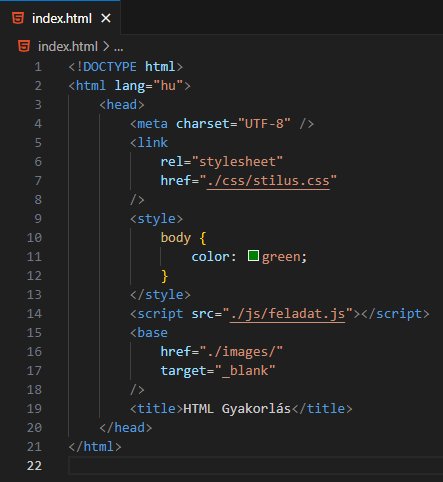 index.html
index.html > ...
1 <!DOCTYPE html>
2 <html lang="hu">
3     <head>
4         <meta charset="UTF-8" />
5         <link
6             rel="stylesheet"
7             href="./css/stilus.css"
8         />
9         <style>
10             body {
11                 color: green;
12             }
13         </style>
14         <script src="./js/feladat.js"></script>
15         <base
16             href="./images/"
17             target="_blank"
18         />
19         <title>HTML Gyakorlás</title>
20     </head>
21 </html>
22